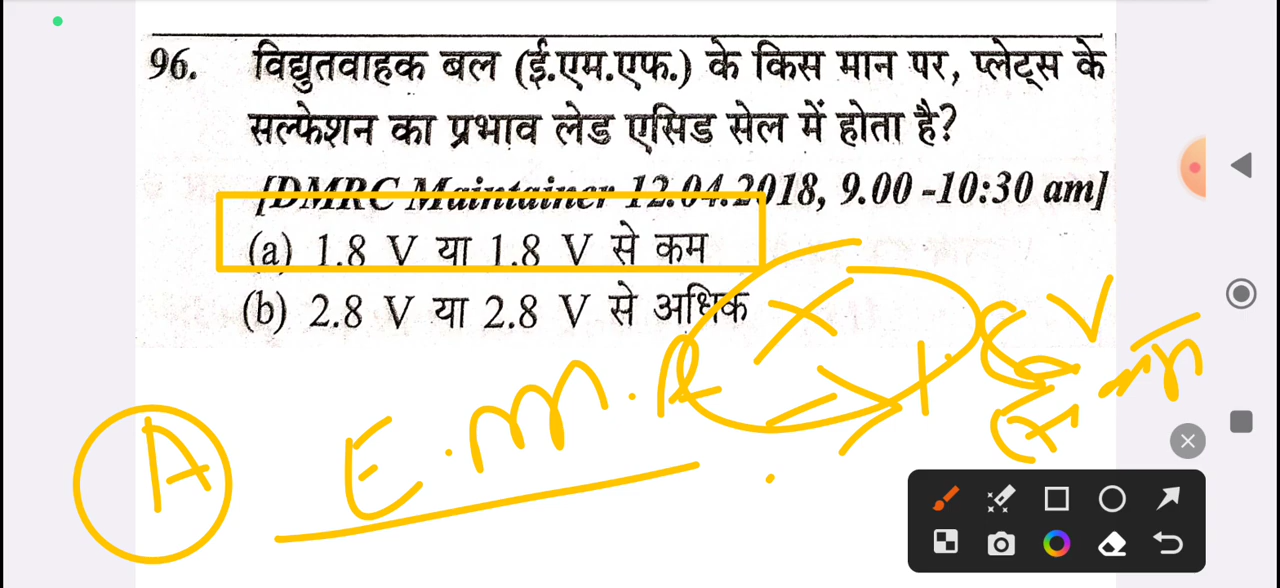 96. विद्युतवाहक बल (ई.एम.एफ.) के किस मान पर, प्लेट्स के
सल्फेशन का प्रभाव लेड एसिड सेल में होता है?
[DMRC Maintainer 12.04.2018, 9.00 -10:30 am]
(a) 1.8 V या 1.8 V से कम
(b) 2.8 V या 2.8 V से अधिक
A
E.M.